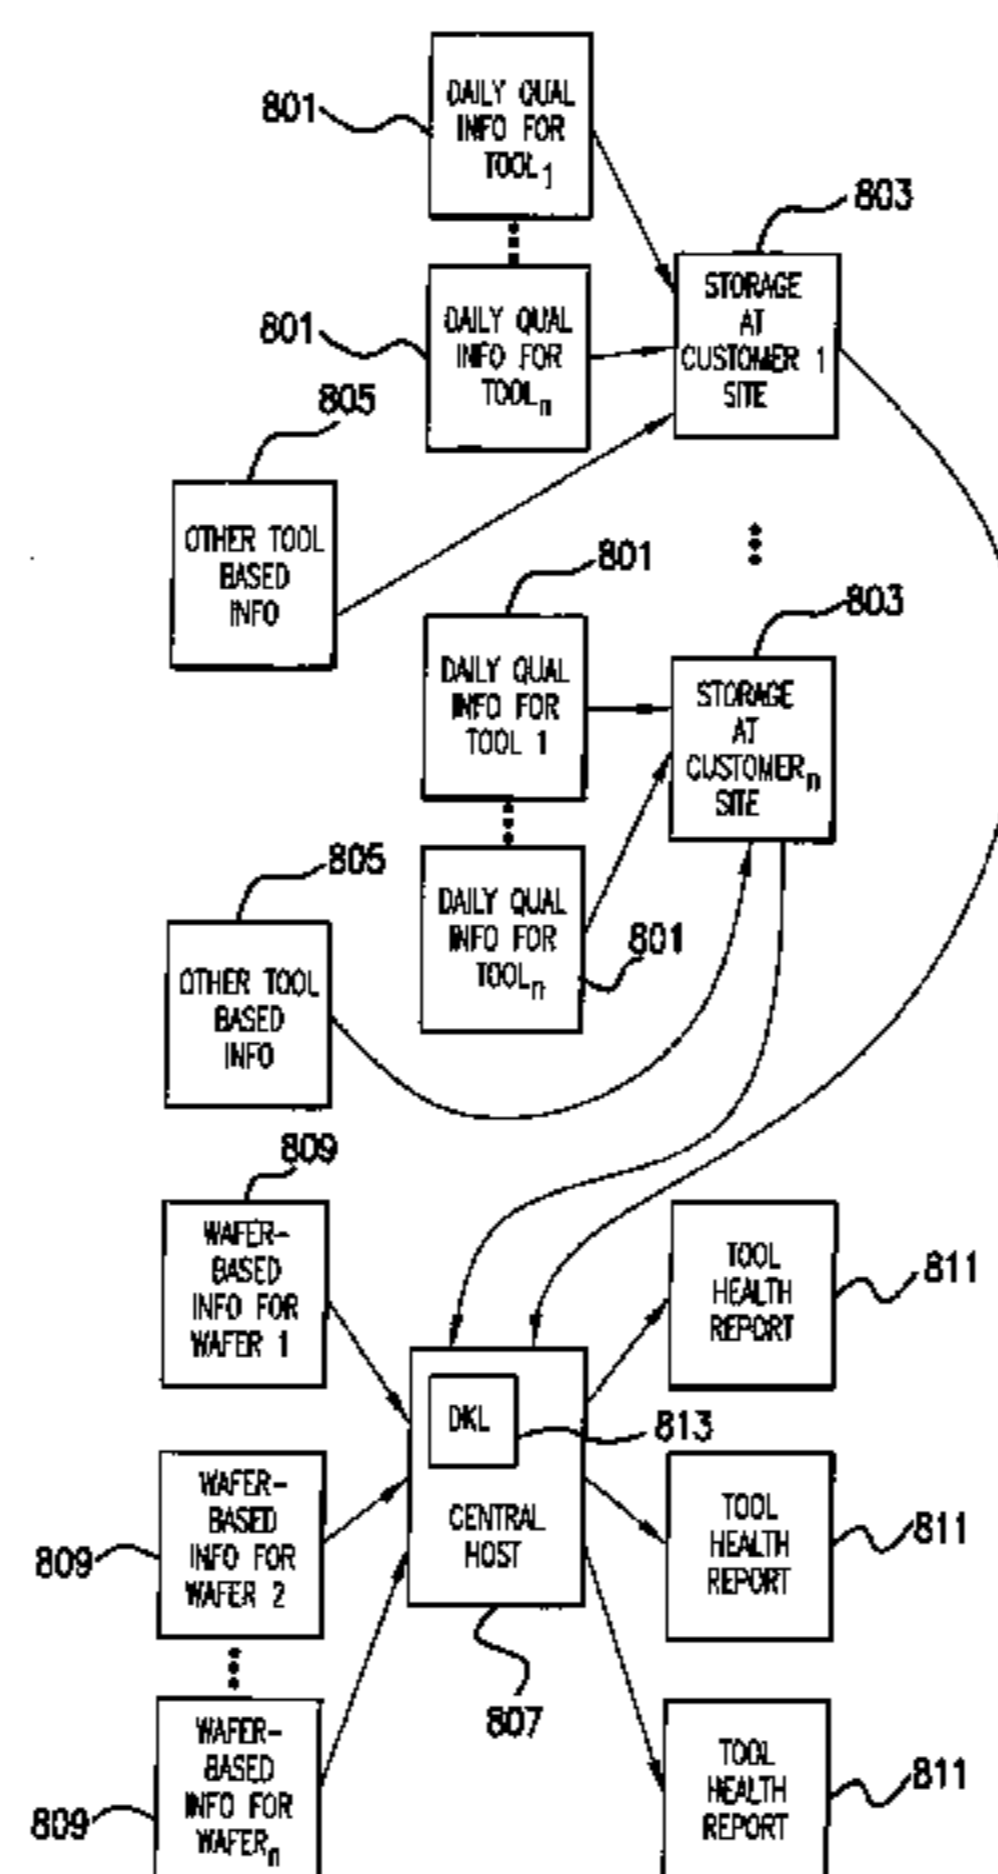 801
DAILY QUAL
INFO FOR
TOOL1
803
801
DAILY QUAL
INFO FOR
TOOLn
STORAGE
AT
CUSTOMER 1
SITE
805
OTHER TOOL
BASED
INFO
801
DAILY QUAL
INFO FOR
TOOL 1
803
STORAGE
AT
CUSTOMERn
SITE
805
DAILY QUAL
INFO FOR
TOOLn
801
OTHER TOOL
BASED
INFO
809
WAFER-
BASED
INFO FOR
WAFER 1
TOOL
HEALTH
REPORT
811
DKL
813
CENTRAL
HOST
807
809
WAFER-
BASED
INFO FOR
WAFER 2
TOOL
HEALTH
REPORT
811
809
WAFER-
BASED
INFO FOR
WAFERn
TOOL
HEALTH
REPORT
811